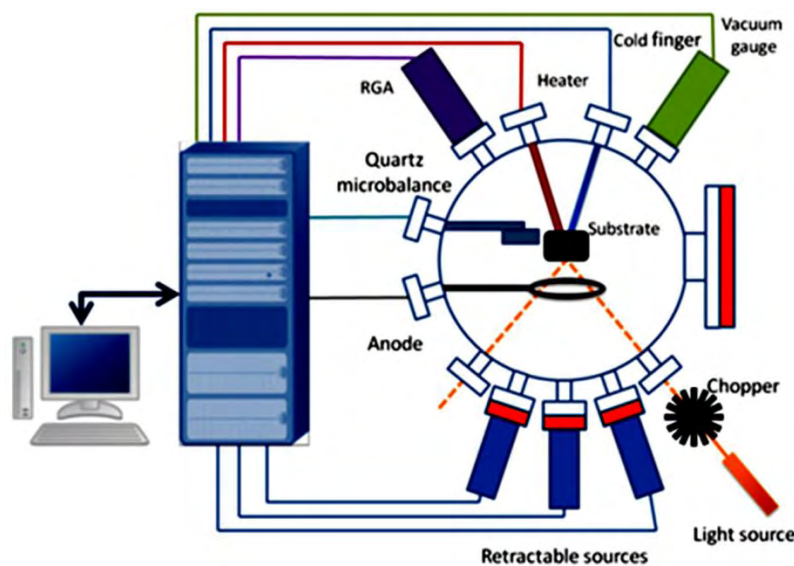 Vacuum
gauge
Cold finger
RGA
Heater
Quartz
microbalance
Substrate
Anode
Chopper
Light source
Retractable sources